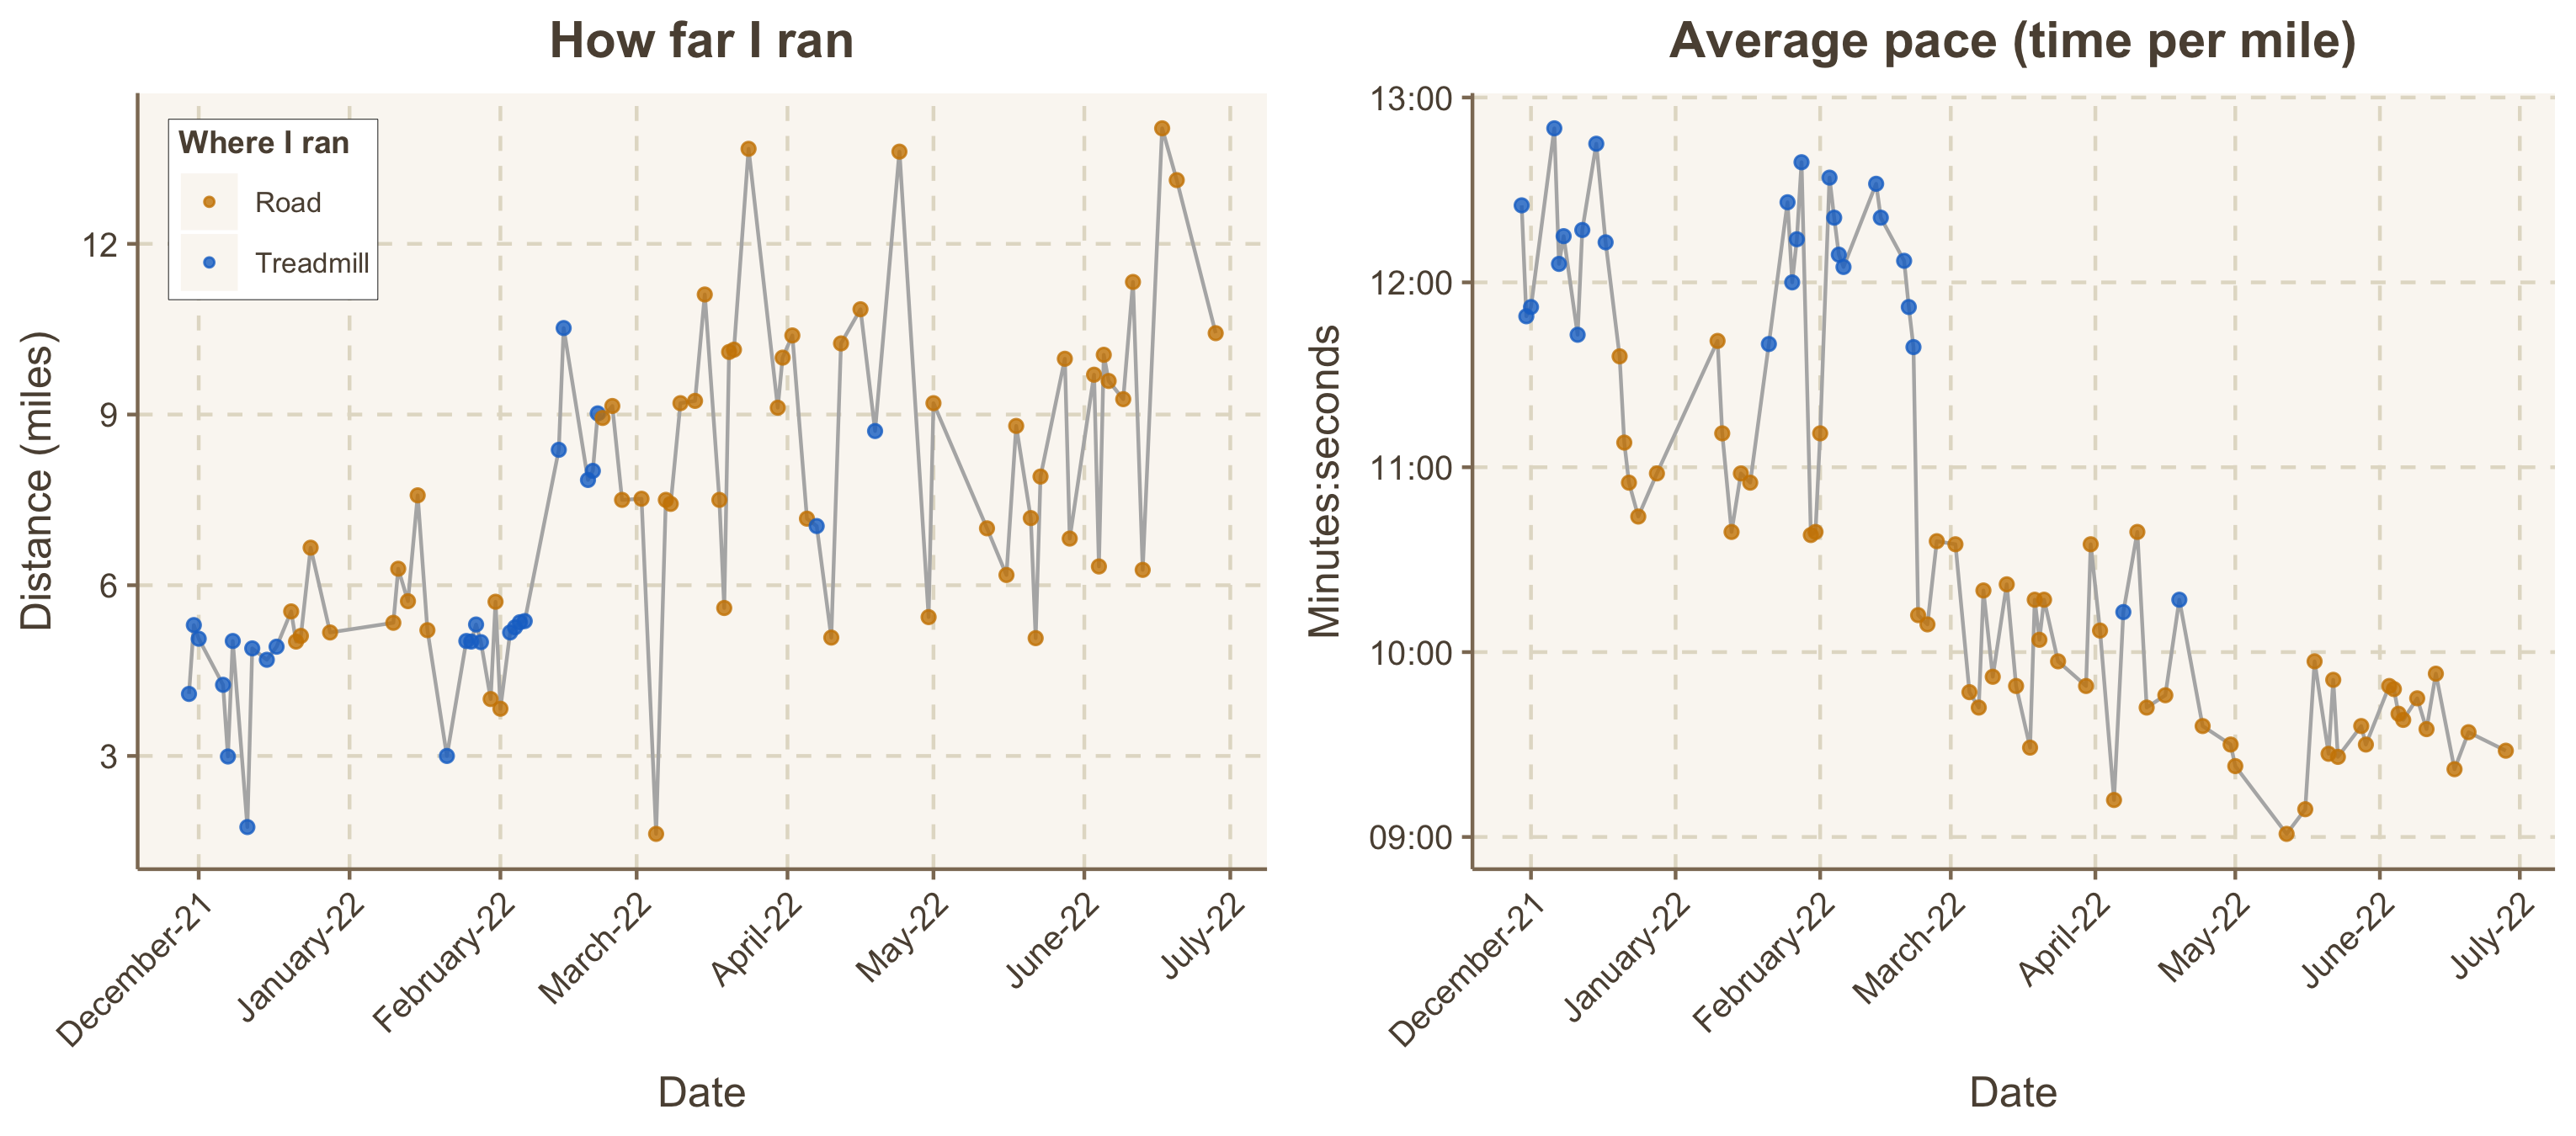 How far I ran
Where I ran
Road
Treadmill
12
9
6
3
Distance (miles)
December-21
January-22
February-22
March-22
April-22
May-22
June-22
July-22
Date
Average pace (time per mile)
13:00
12:00
11:00
10:00
09:00
Minutes:seconds
December-21
January-22
February-22
March-22
April-22
May-22
June-22
July-22
Date